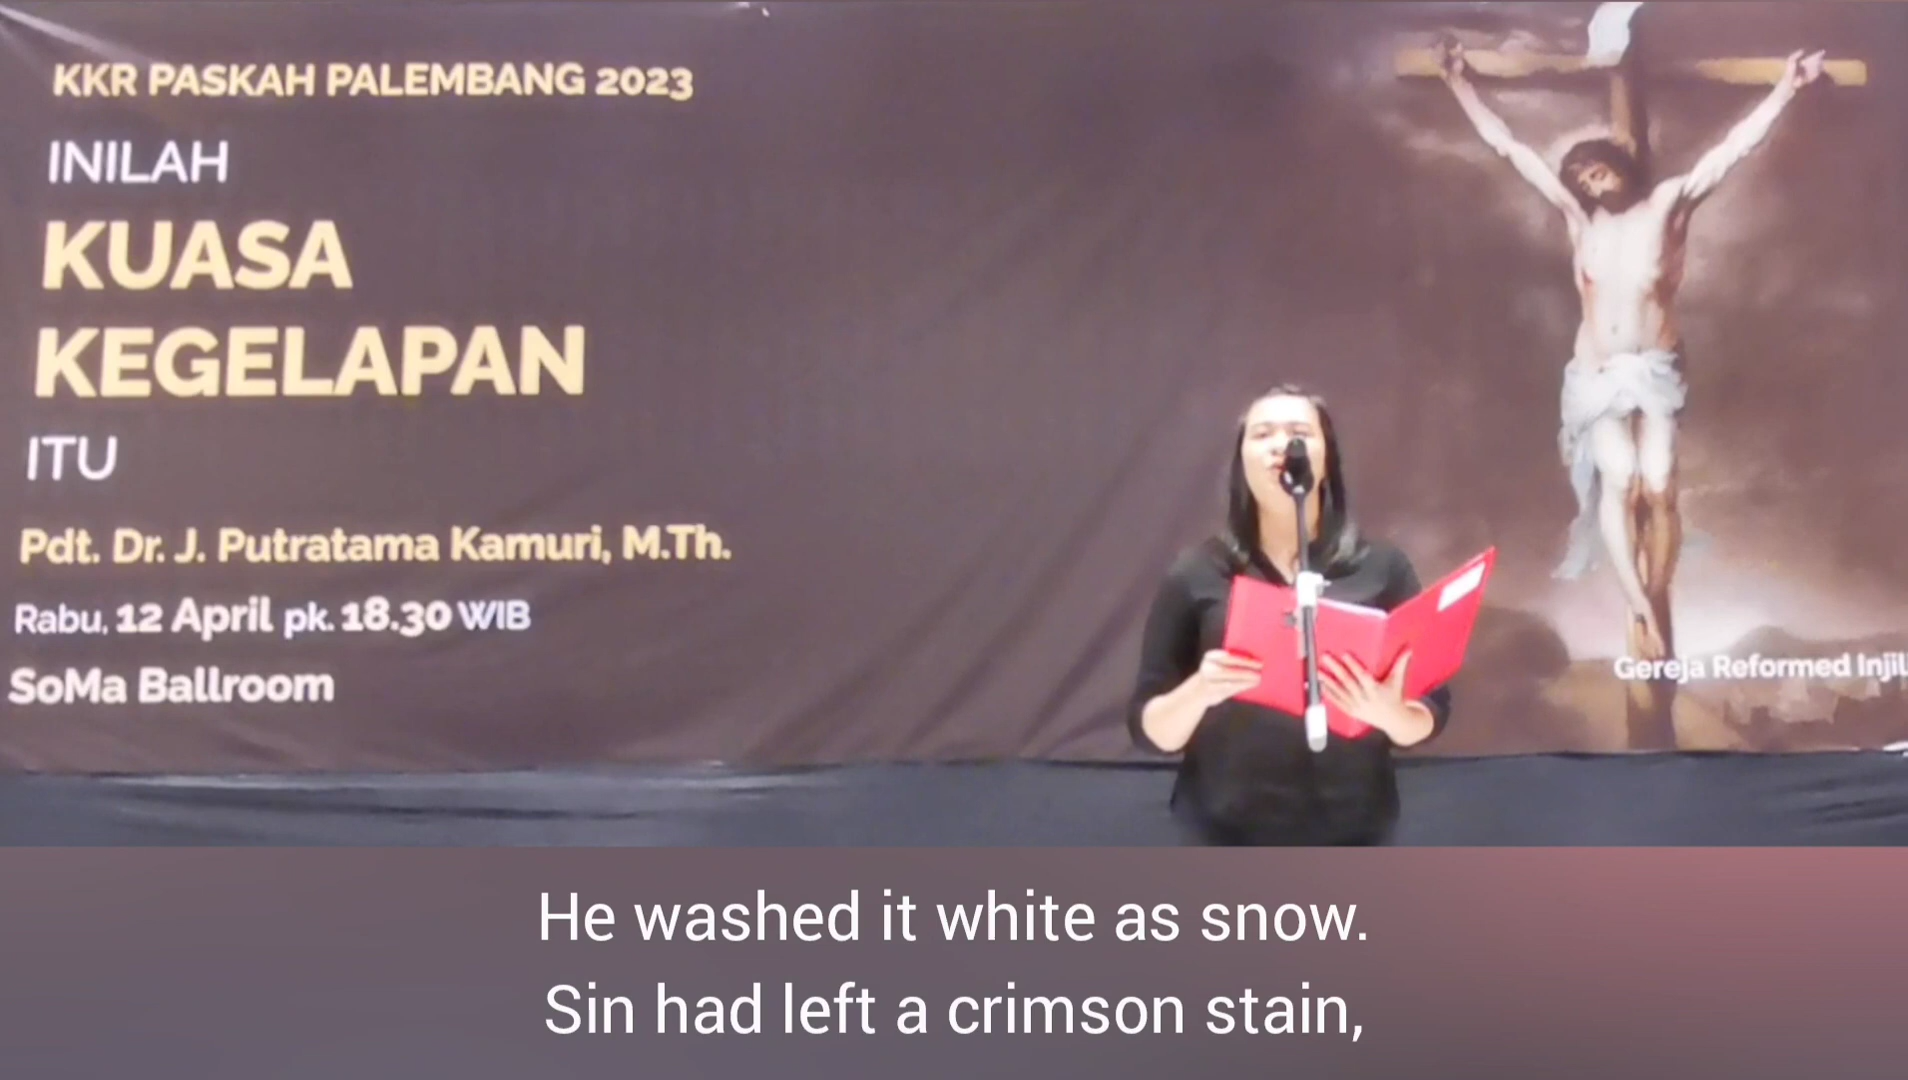 KKR PASKAH PALEMBANG 2023
INILAH
KUASA
KEGELAPAN
ITU
Pdt. Dr. J. Putratama Kamuri, M.Th.
Rabu, 12 April pk. 18.30 WIB
SoMa Ballroom
Gereja Reformed Injil
He washed it white as snow.
Sin had left a crimson stain,